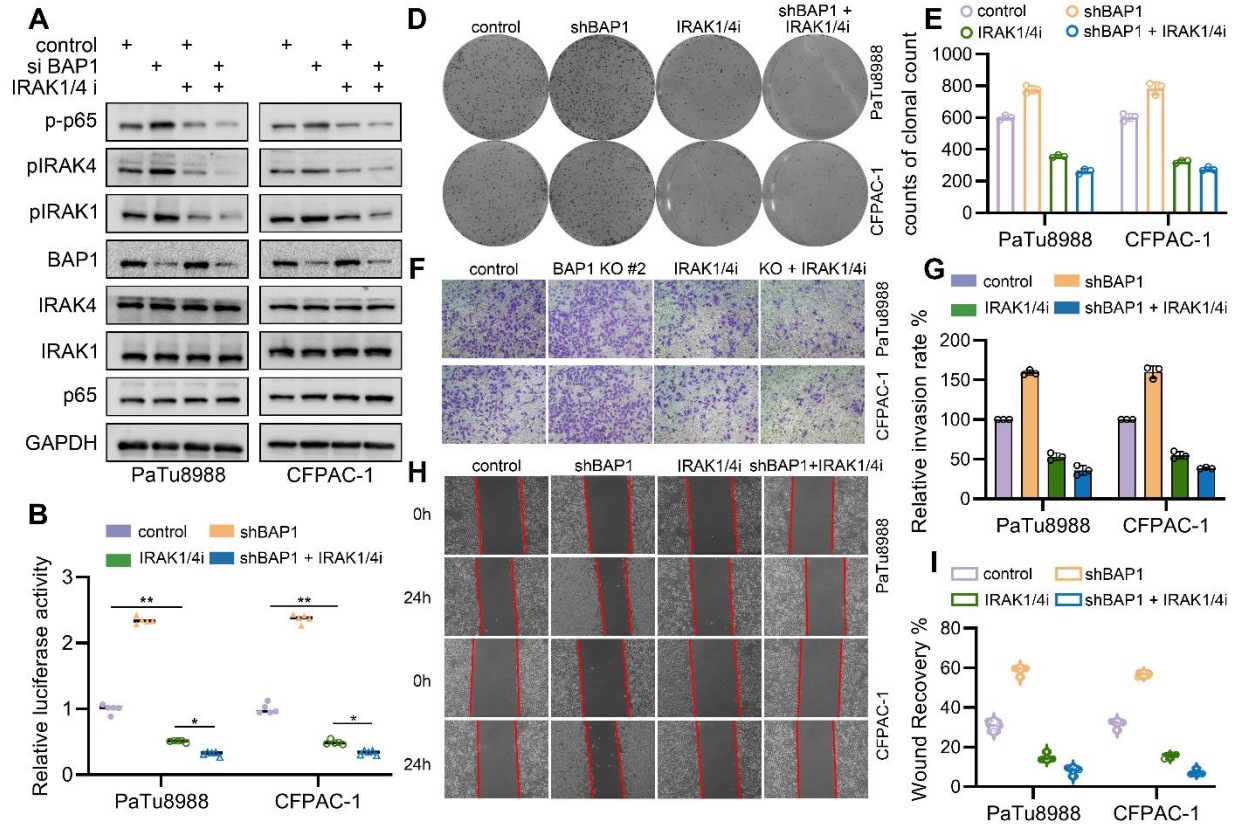 A
control + + + +
si BAP1 + + + +
IRAK1/4 i + + + +
p-p65
pIRAK4
pIRAK1
BAP1
IRAK4
IRAK1
p65
GAPDH
PaTu8988 CFPAC-1
B
control shBAP1
IRAK1/4i shBAP1 + IRAK1/4i
Relative luciferase activity
3
2
1
0
** **
* *
PaTu8988 CFPAC-1
D
control shBAP1 IRAK1/4i shBAP1 +
IRAK1/4i
PaTu8988
CFPAC-1
E
control shBAP1
IRAK1/4i shBAP1 + IRAK1/4i
counts of clonal count
1000
800
600
400
200
0
PaTu8988 CFPAC-1
F
control BAP1 KO #2 IRAK1/4i KO + IRAK1/4i
PaTu8988
CFPAC-1
G
control shBAP1
IRAK1/4i shBAP1 + IRAK1/4i
Relative invasion rate %
200
150
100
50
0
PaTu8988 CFPAC-1
H
control shBAP1 IRAK1/4i shBAP1+IRAK1/4i
0h
24h
PaTu8988
0h
24h
CFPAC-1
I
control shBAP1
IRAK1/4i shBAP1 + IRAK1/4i
Wound Recovery %
80
60
40
20
0
PaTu8988 CFPAC-1